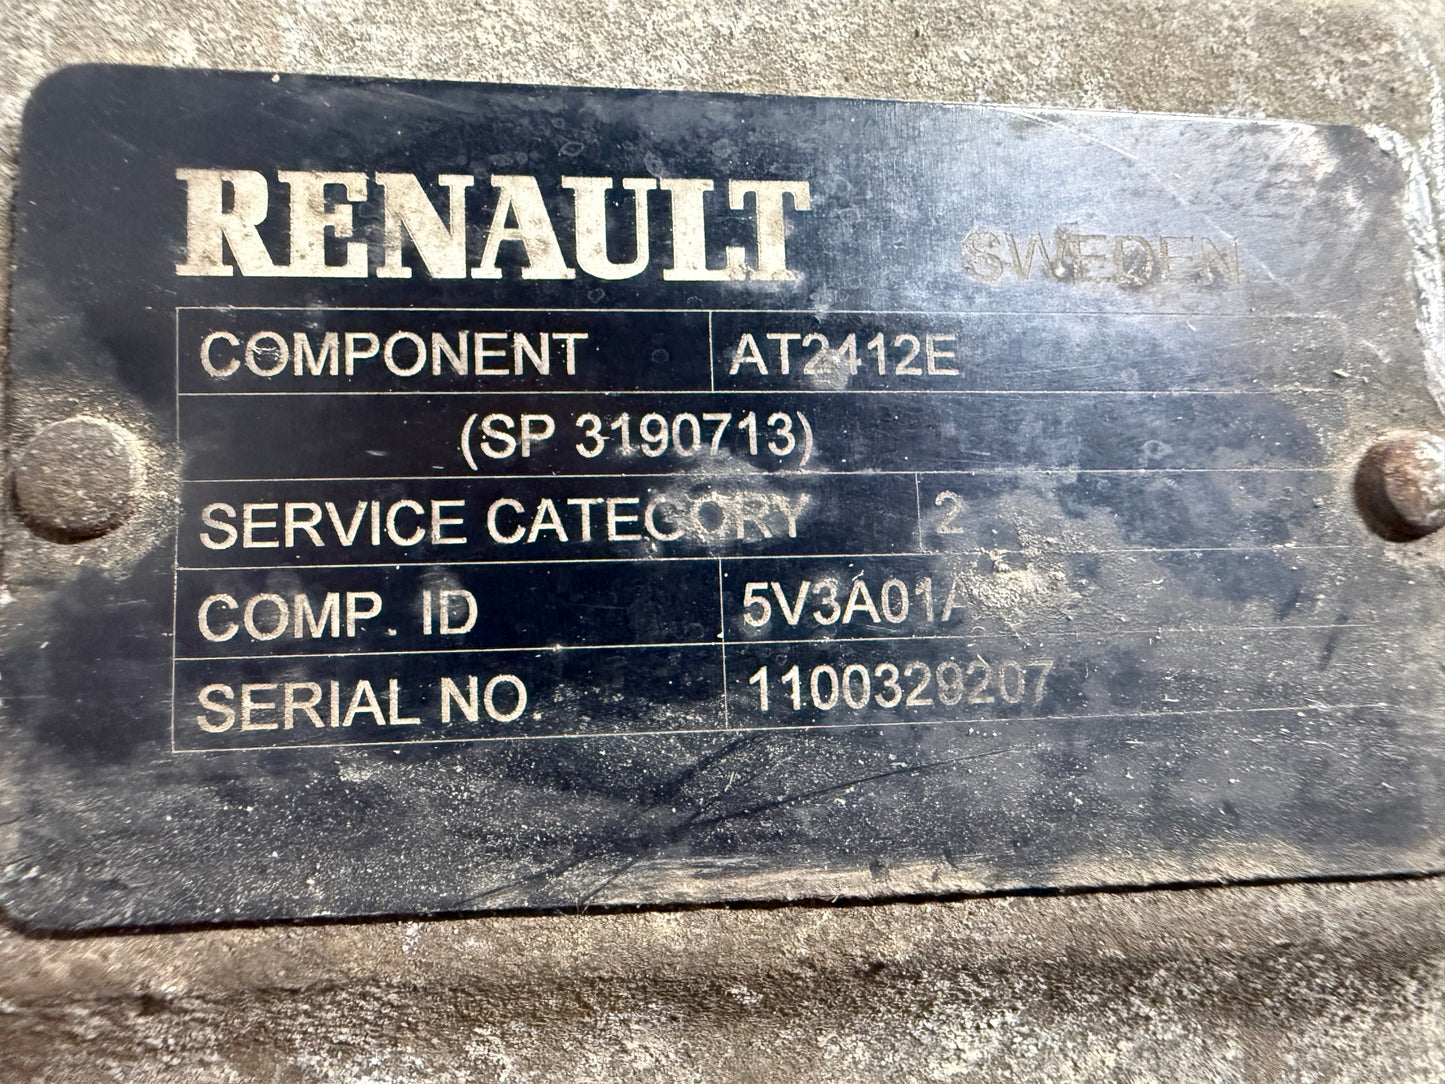 RENAULT SWEDEN
COMPONENT AT2412E
(SP 3190713)
SERVICE CATEGORY 2
COMP. ID 5V3A01A
SERIAL NO. 1100329207